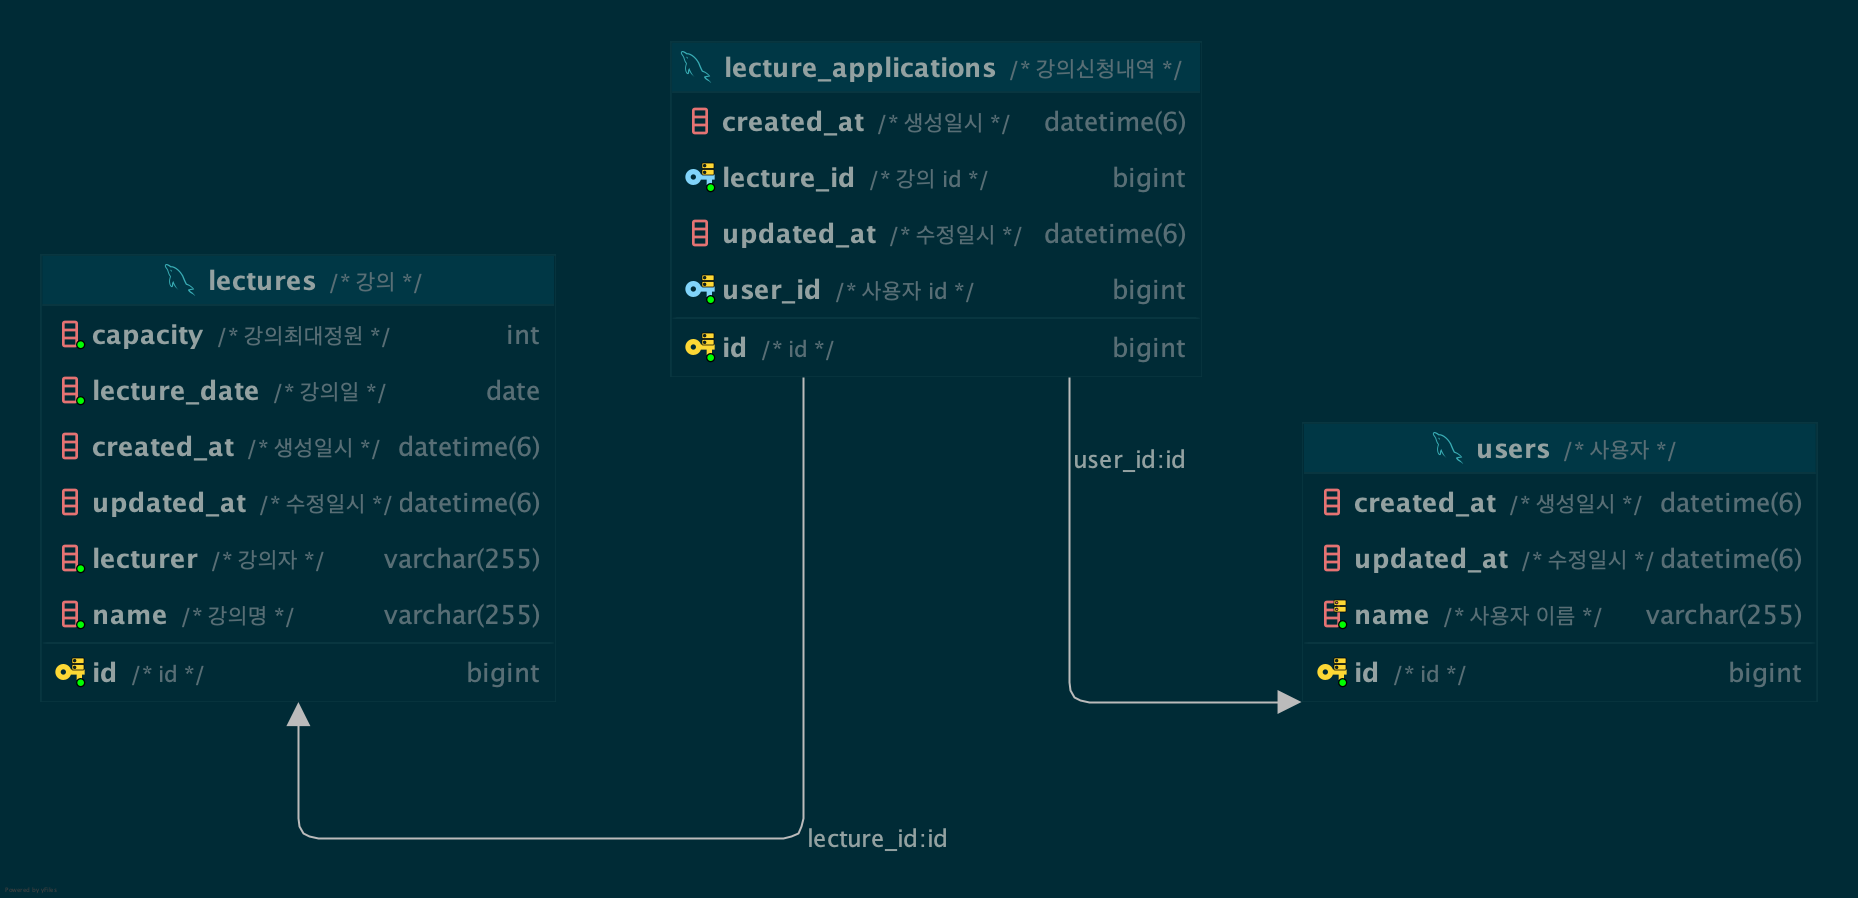 lecture_applications /* 강의신청내역 */
created_at /* 생성일시 */ datetime(6)
lecture_id /* 강의 id */ bigint
updated_at /* 수정일시 */ datetime(6)
user_id /* 사용자 id */ bigint
id /* id */ bigint
lectures /* 강의 */
capacity /* 강의최대정원 */ int
lecture_date /* 강의일 */ date
created_at /* 생성일시 */ datetime(6)
updated_at /* 수정일시 */ datetime(6)
lecturer /* 강의자 */ varchar(255)
name /* 강의명 */ varchar(255)
id /* id */ bigint
user_id:id
users /* 사용자 */
created_at /* 생성일시 */ datetime(6)
updated_at /* 수정일시 */ datetime(6)
name /* 사용자 이름 */ varchar(255)
id /* id */ bigint
lecture_id:id
Powered by yFiles